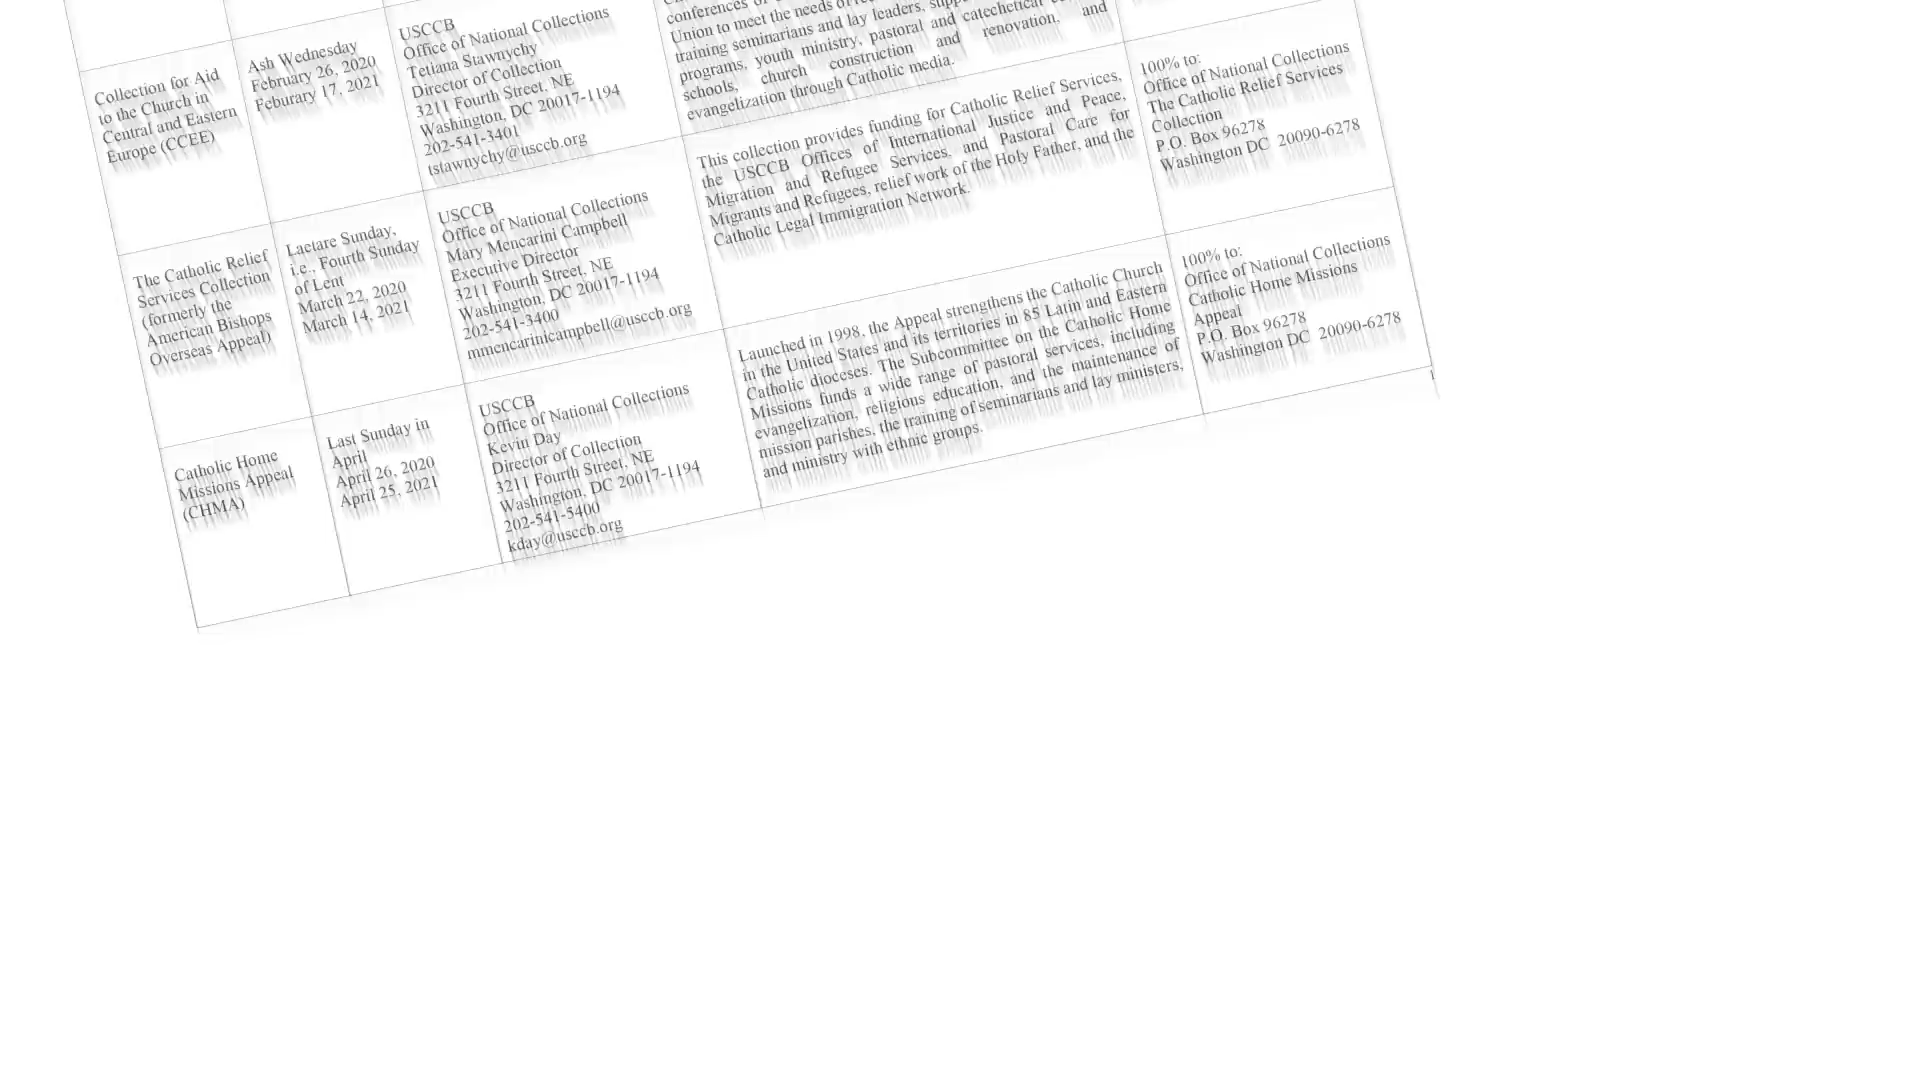 Collection for Aid
to the Church in
Central and Eastern
Europe (CCEE)
Ash Wednesday
February 26, 2020
Feburary 17, 2021
USCCB
Office of National Collections
Tetiana Stawnychy
Director of Collection
3211 Fourth Street, NE
Washington, DC 20017-1194
202-541-3401
tstawnychy@usccb.org
conferences of
Union to meet the needs of
training seminarians and lay leaders,
programs, youth ministry, pastoral and catechetical
schools, church construction and renovation, and
evangelization through Catholic media.
The Catholic Relief
Services Collection
(formerly the
American Bishops
Overseas Appeal)
Laetare Sunday,
i.e., Fourth Sunday
of Lent
March 22, 2020
March 14, 2021
USCCB
Office of National Collections
Mary Mencarini Campbell
Executive Director
3211 Fourth Street, NE
Washington, DC 20017-1194
202-541-3400
mmencarinicampbell@usccb.org
This collection provides funding for Catholic Relief Services,
the USCCB Offices of International Justice and Peace,
Migration and Refugee Services, and Pastoral Care for
Migrants and Refugees, relief work of the Holy Father, and the
Catholic Legal Immigration Network.
100% to:
Office of National Collections
The Catholic Relief Services
Collection
P.O. Box 96278
Washington DC 20090-6278
Catholic Home
Missions Appeal
(CHMA)
Last Sunday in
April
April 26, 2020
April 25, 2021
USCCB
Office of National Collections
Kevin Day
Director of Collection
3211 Fourth Street, NE
Washington, DC 20017-1194
202-541-5400
kday@usccb.org
Launched in 1998, the Appeal strengthens the Catholic Church
in the United States and its territories in 85 Latin and Eastern
Catholic dioceses. The Subcommittee on the Catholic Home
Missions funds a wide range of pastoral services, including
evangelization, religious education, and the maintenance of
mission parishes, the training of seminarians and lay ministers,
and ministry with ethnic groups.
100% to:
Office of National Collections
Catholic Home Missions
Appeal
P.O. Box 96278
Washington DC 20090-6278
1